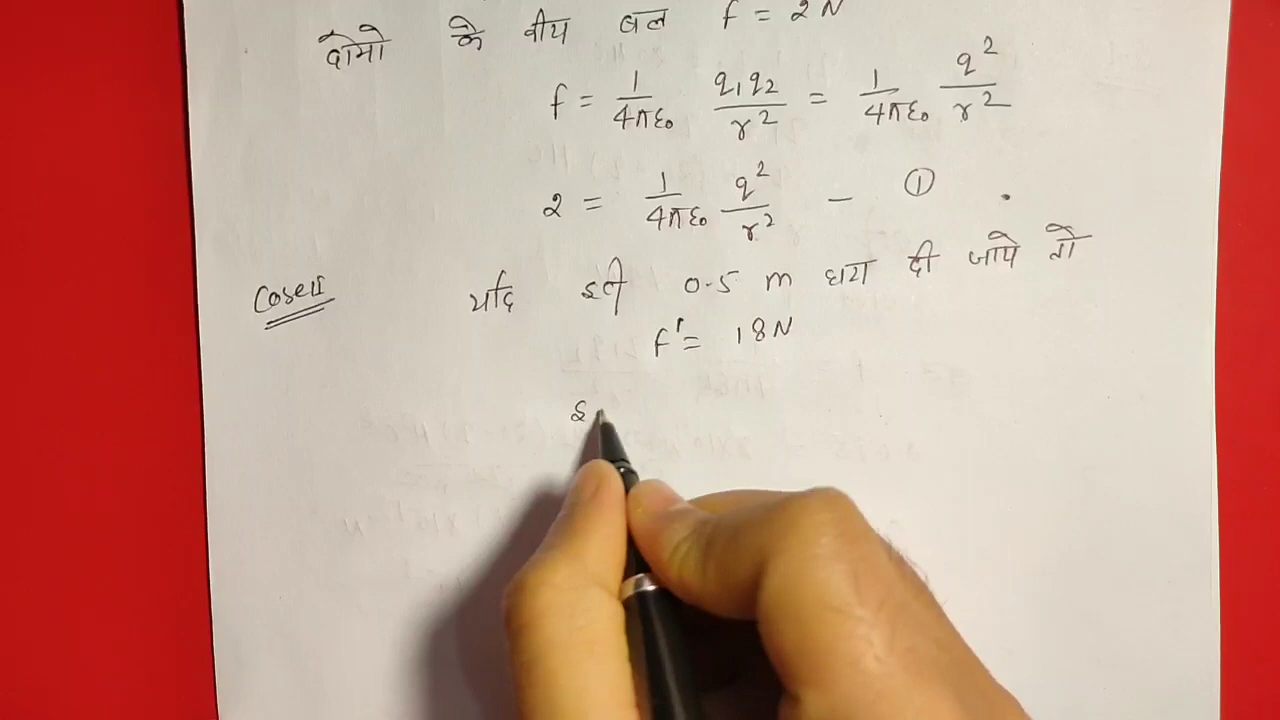 दोनो के बीच बल F = 2N
F = 1/4πε₀ q₁q₂/r² = 1/4πε₀ q²/r²
2 = 1/4πε₀ q²/r² - ①
CaseII यदि दूरी 0.5 m घटा दी जाये तो
F' = 18N